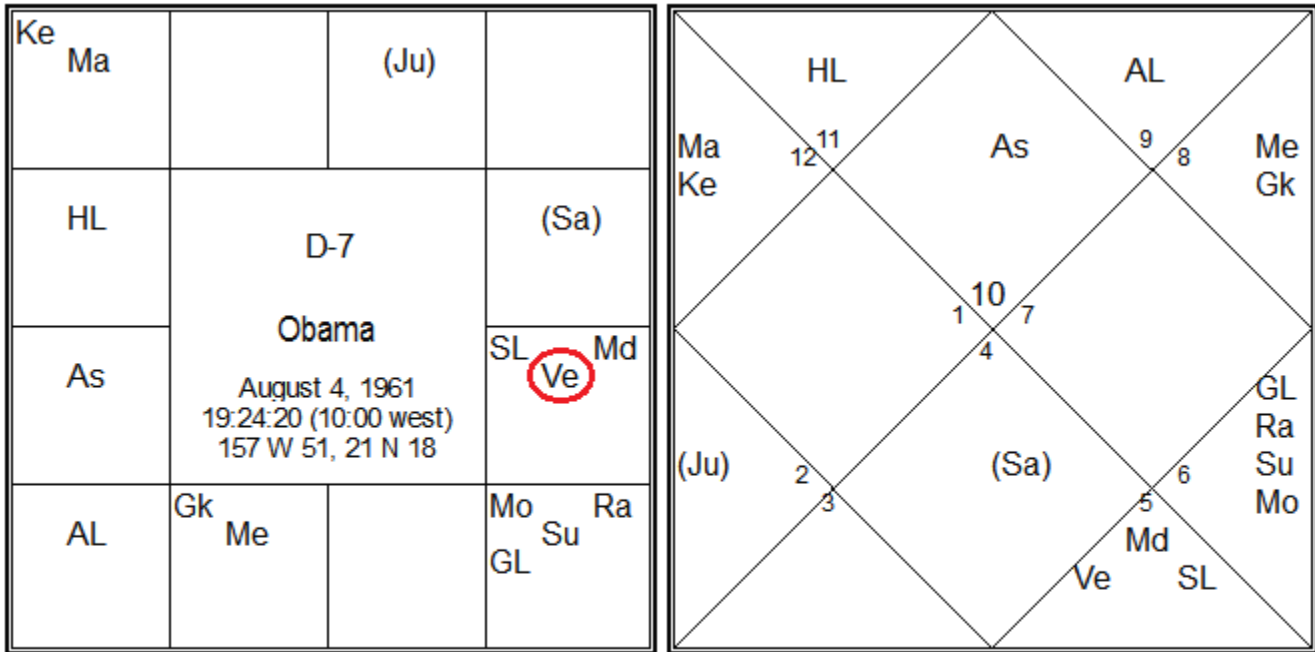 Ke
Ma
(Ju)
HL
D-7
(Sa)
Obama
August 4, 1961
19:24:20 (10:00 west)
157 W 51, 21 N 18
As
SL Md
Ve
AL
Gk
Me
Mo Ra
Su
GL
HL
AL
11
12
9
8
As
Ma
Ke
Me
Gk
10
1
7
4
(Ju)
2
3
(Sa)
6
5
GL
Ra
Su
Mo
Md
Ve SL